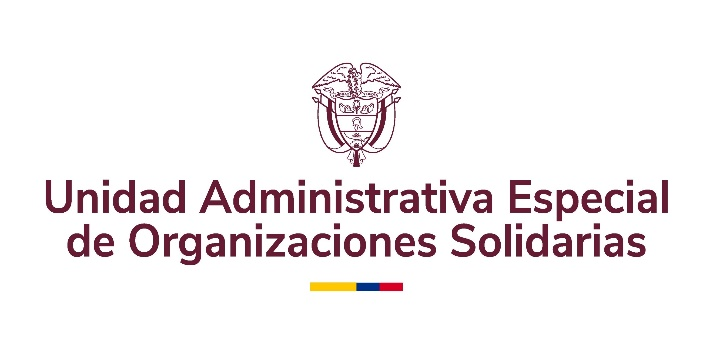 Unidad Administrativa Especial
de Organizaciones Solidarias